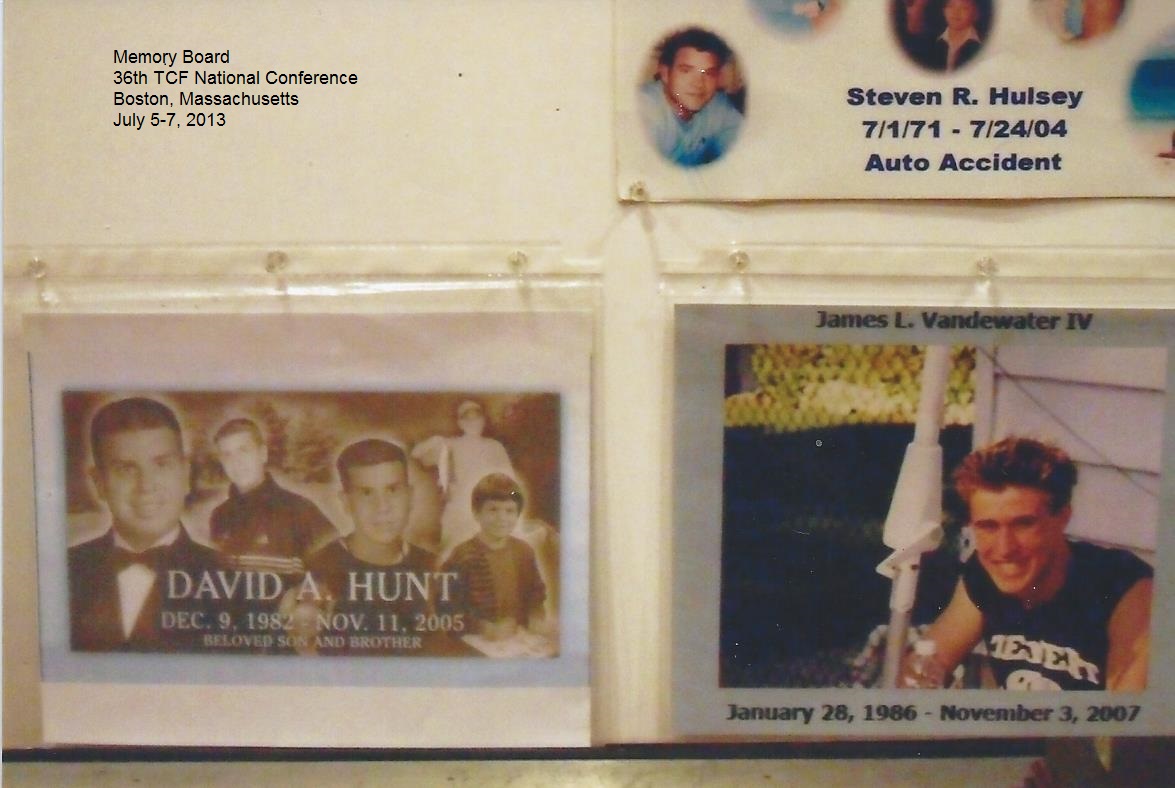 Memory Board
36th TCF National Conference
Boston, Massachusetts
July 5-7, 2013
Steven R. Hulsey
7/1/71 - 7/24/04
Auto Accident
DAVID A. HUNT
DEC. 9, 1982 - NOV. 11, 2005
BELOVED SON AND BROTHER
James L. Vandewater IV
January 28, 1986 - November 3, 2007